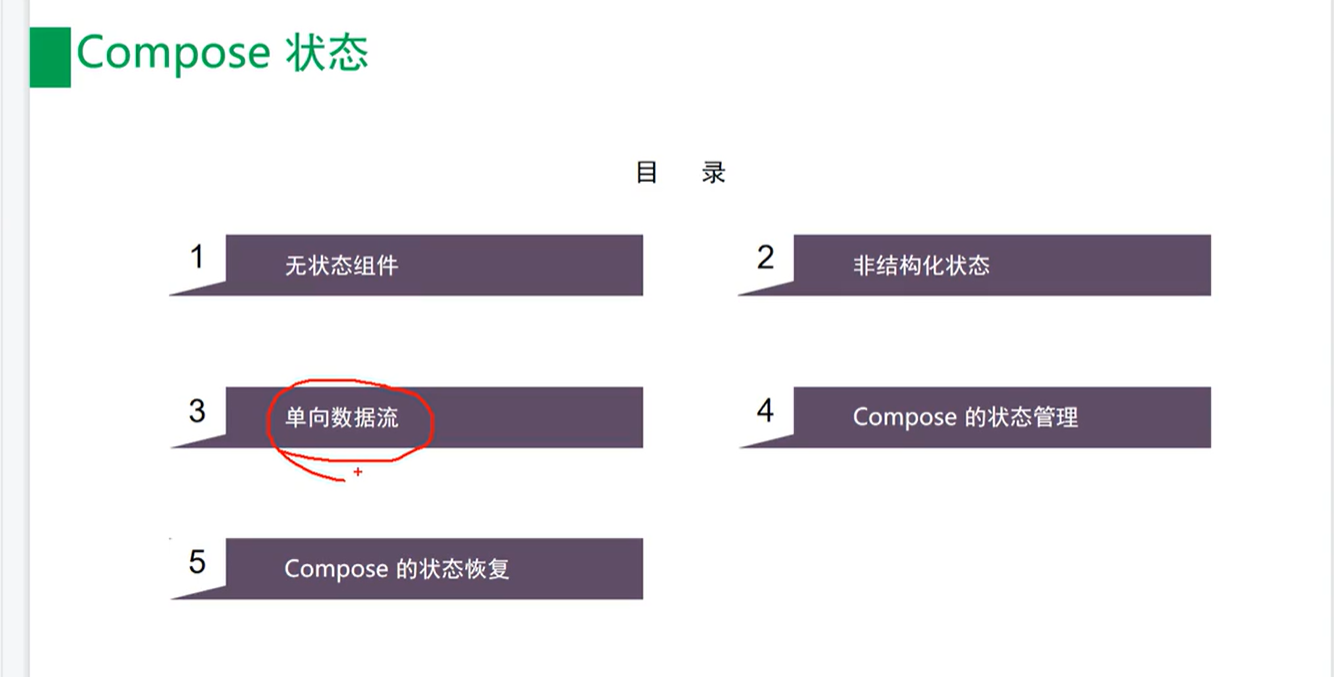 Compose 状态
目 录
1 无状态组件
2 非结构化状态
3 单向数据流
4 Compose 的状态管理
5 Compose 的状态恢复